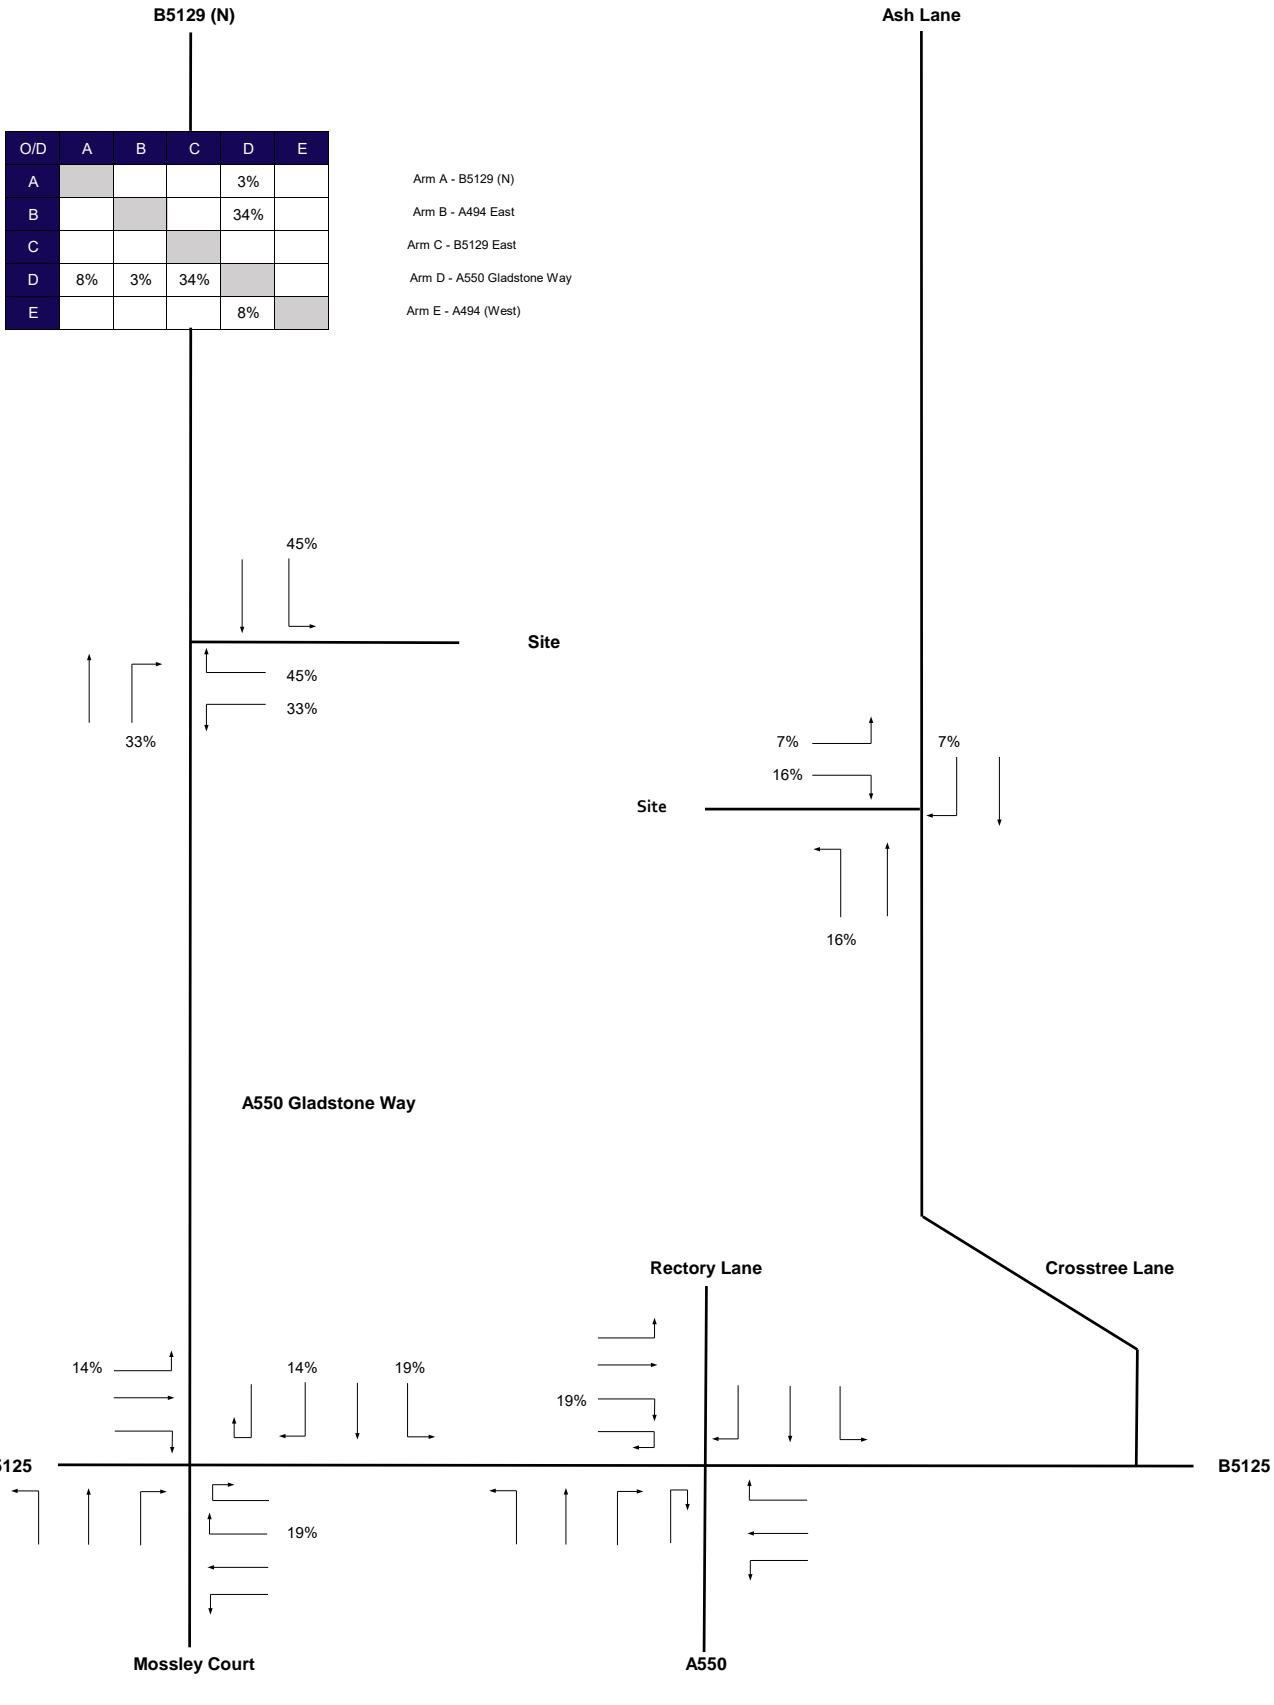 B5129 (N)
Ash Lane
O/D A B C D E
A 3%
B 34%
C
D 8% 3% 34%
E 8%
Arm A - B5129 (N)
Arm B - A494 East
Arm C - B5129 East
Arm D - A550 Gladstone Way
Arm E - A494 (West)
45%
Site
45%
33%
33%
7%
7%
16%
Site
16%
A550 Gladstone Way
Rectory Lane
Crosstree Lane
14%
14%
19%
19%
5125
B5125
19%
Mossley Court
A550